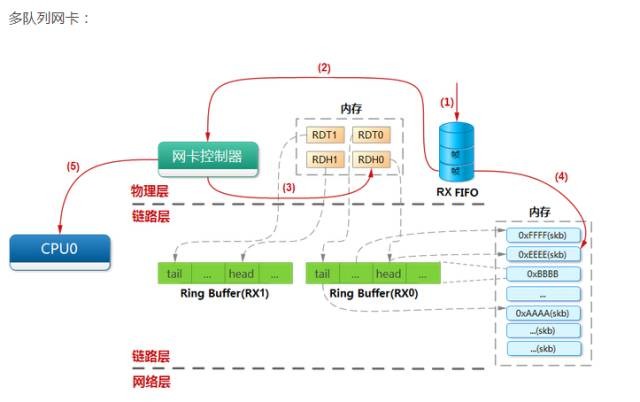 多队列网卡：
(2)
(1)
内存
RDT1 RDT0
RDH1 RDH0
帧
帧
RX FIFO
网卡控制器
(5)
(3)
(4)
物理层
链路层
内存
CPU0
0xFFFF(skb)
0xEEEE(skb)
0xBBBB
...
0xAAAA(skb)
...(skb)
...(skb)
tail ... head ...
Ring Buffer(RX1)
tail ... head ...
Ring Buffer(RX0)
链路层
网络层